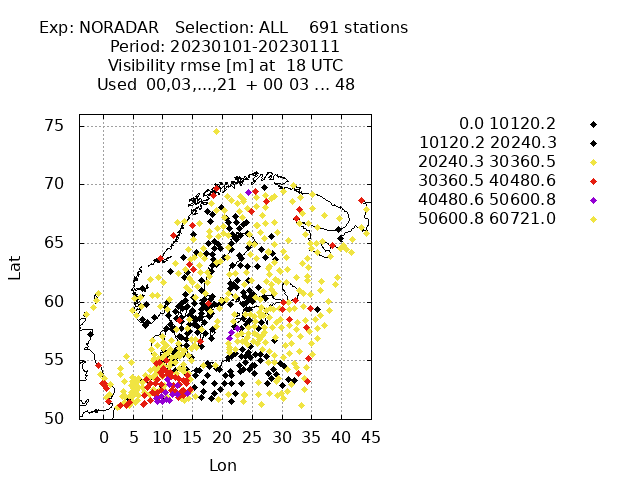 Exp: NORADAR   Selection: ALL    691 stations
Period: 20230101-20230111
Visibility rmse [m] at  18 UTC
Used  00,03,...,21  + 00 03 ... 48
0.0 10120.2
10120.2 20240.3
20240.3 30360.5
30360.5 40480.6
40480.6 50600.8
50600.8 60721.0
75
70
65
60
55
50
Lat
0 5 10 15 20 25 30 35 40 45
Lon